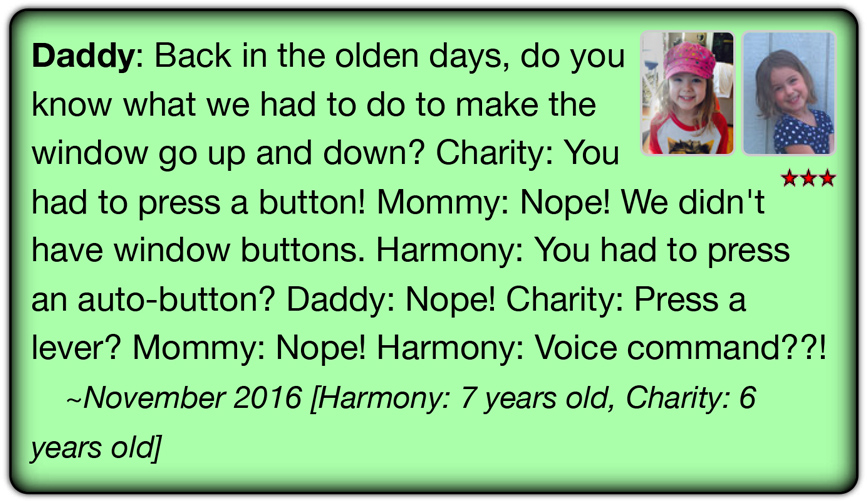 Daddy: Back in the olden days, do you
know what we had to do to make the
window go up and down? Charity: You
had to press a button! Mommy: Nope! We didn't
have window buttons. Harmony: You had to press
an auto-button? Daddy: Nope! Charity: Press a
lever? Mommy: Nope! Harmony: Voice command??!
~November 2016 [Harmony: 7 years old, Charity: 6
years old]